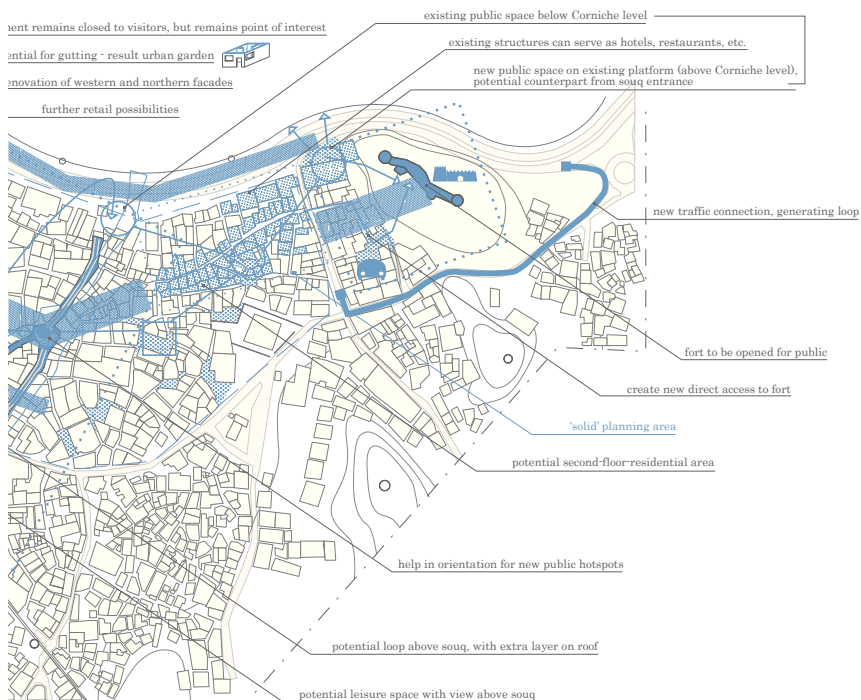 existing public space below Corniche level
ment remains closed to visitors, but remains point of interest
existing structures can serve as hotels, restaurants, etc.
ential for gutting - result urban garden
new public space on existing platform (above Corniche level),
potential counterpart from souq entrance
enovation of western and northern facades
further retail possibilities
new traffic connection, generating loop
fort to be opened for public
create new direct access to fort
'solid' planning area
potential second-floor-residential area
help in orientation for new public hotspots
potential loop above souq, with extra layer on roof
potential leisure space with view above souq